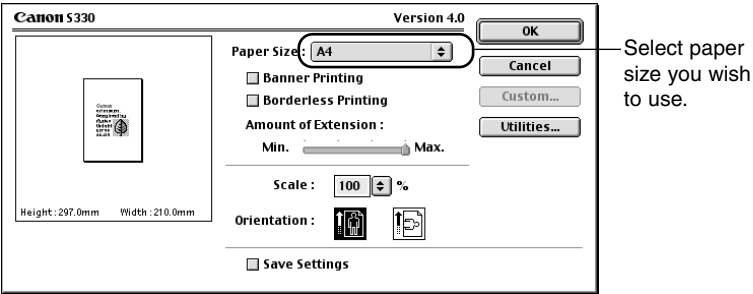 Canon S330
Version 4.0
Paper Size: A4
Banner Printing
Borderless Printing
Amount of Extension :
Min. Max.
Scale : 100 %
Orientation :
Save Settings
Height:297.0mm Width:210.0mm
OK
Cancel
Custom...
Utilities...
Select paper
size you wish
to use.